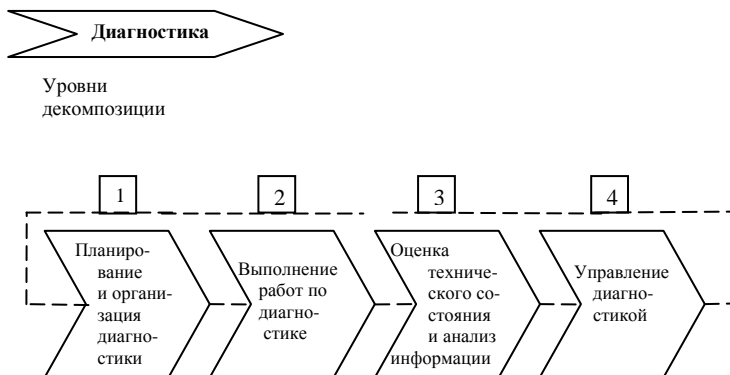 Диагностика
Уровни
декомпозиции
1
2
3
4
Планиро-
вание
и органи-
зация
диагно-
стики
Выполнение
работ по
диагно-
стике
Оценка
техниче-
ского со-
стояния
и анализ
информации
Управление
диагно-
стикой